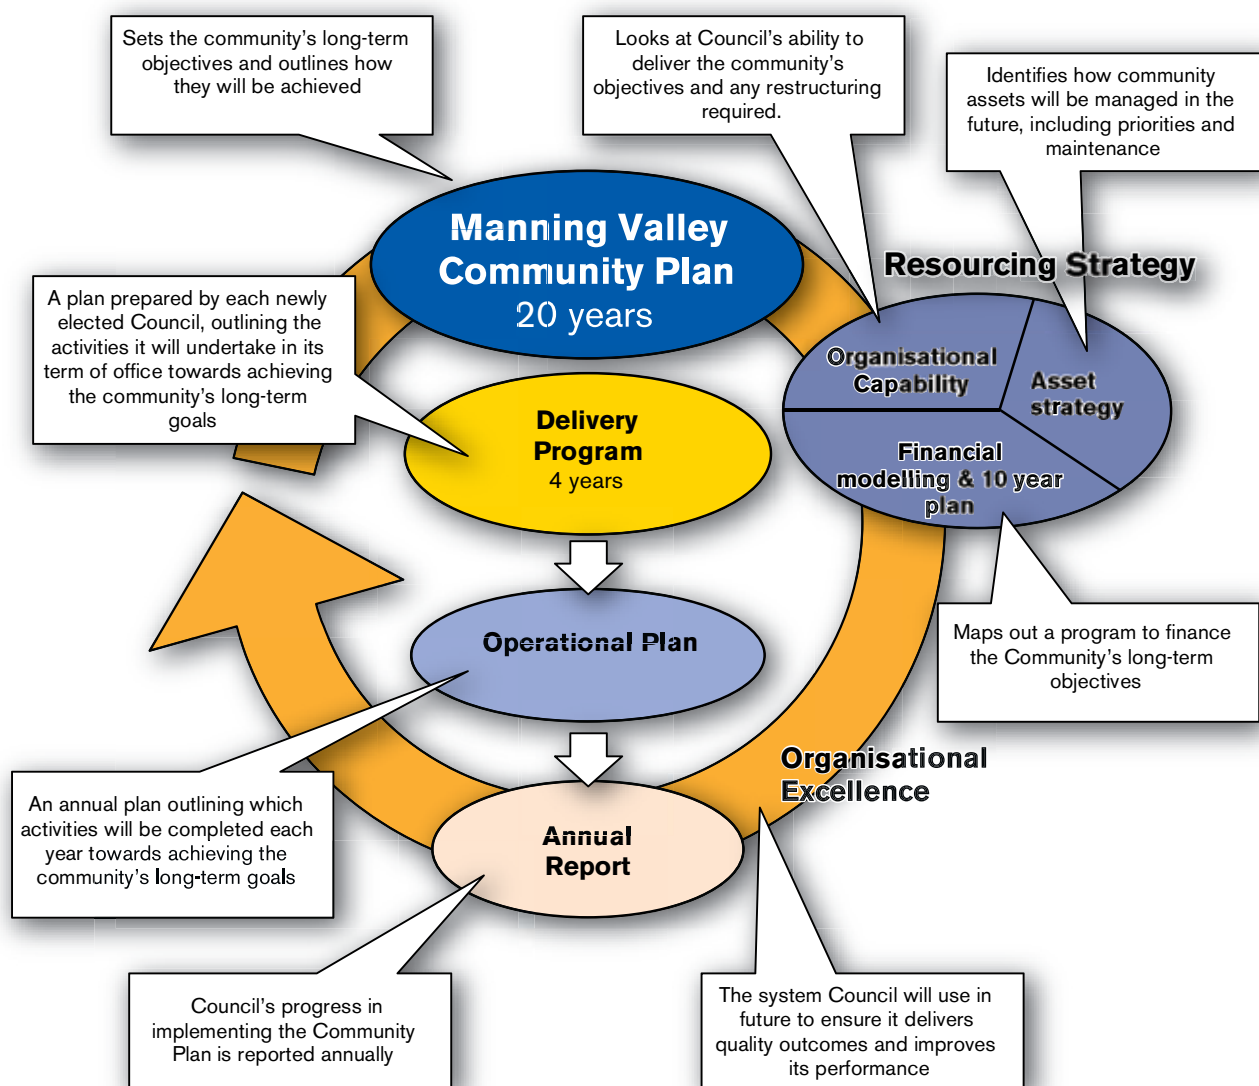 Sets the community's long-term
objectives and outlines how
they will be achieved
Looks at Council's ability to
deliver the community's
objectives and any restructuring
required.
Identifies how community
assets will be managed in the
future, including priorities and
maintenance
Manning Valley
Community Plan
20 years
Resourcing Strategy
A plan prepared by each newly
elected Council, outlining the
activities it will undertake in its
term of office towards achieving
the community's long-term
goals
Organisational
Capability
Asset
strategy
Financial
modelling & 10 year
plan
Delivery
Program
4 years
Operational Plan
Maps out a program to finance
the Community's long-term
objectives
Organisational
Excellence
An annual plan outlining which
activities will be completed each
year towards achieving the
community's long-term goals
Annual
Report
Council's progress in
implementing the Community
Plan is reported annually
The system Council will use in
future to ensure it delivers
quality outcomes and improves
its performance